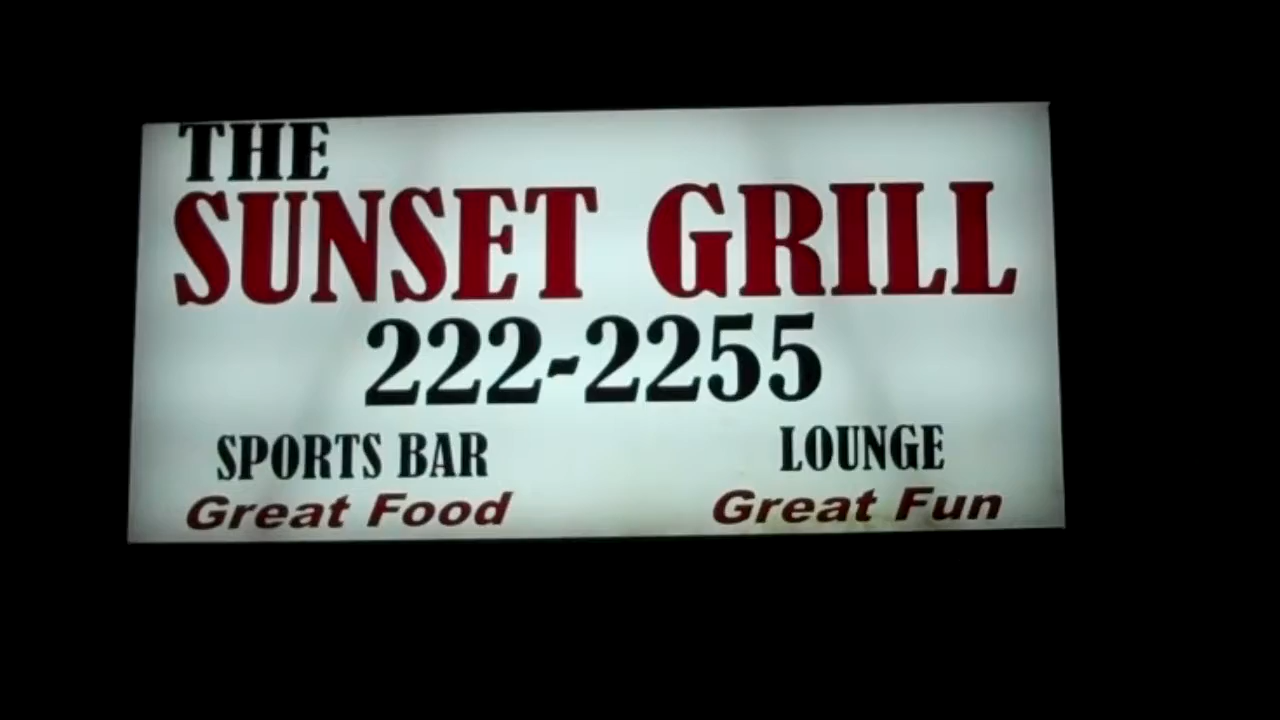 THE
SUNSET GRILL
222-2255
SPORTS BAR
Great Food
LOUNGE
Great Fun